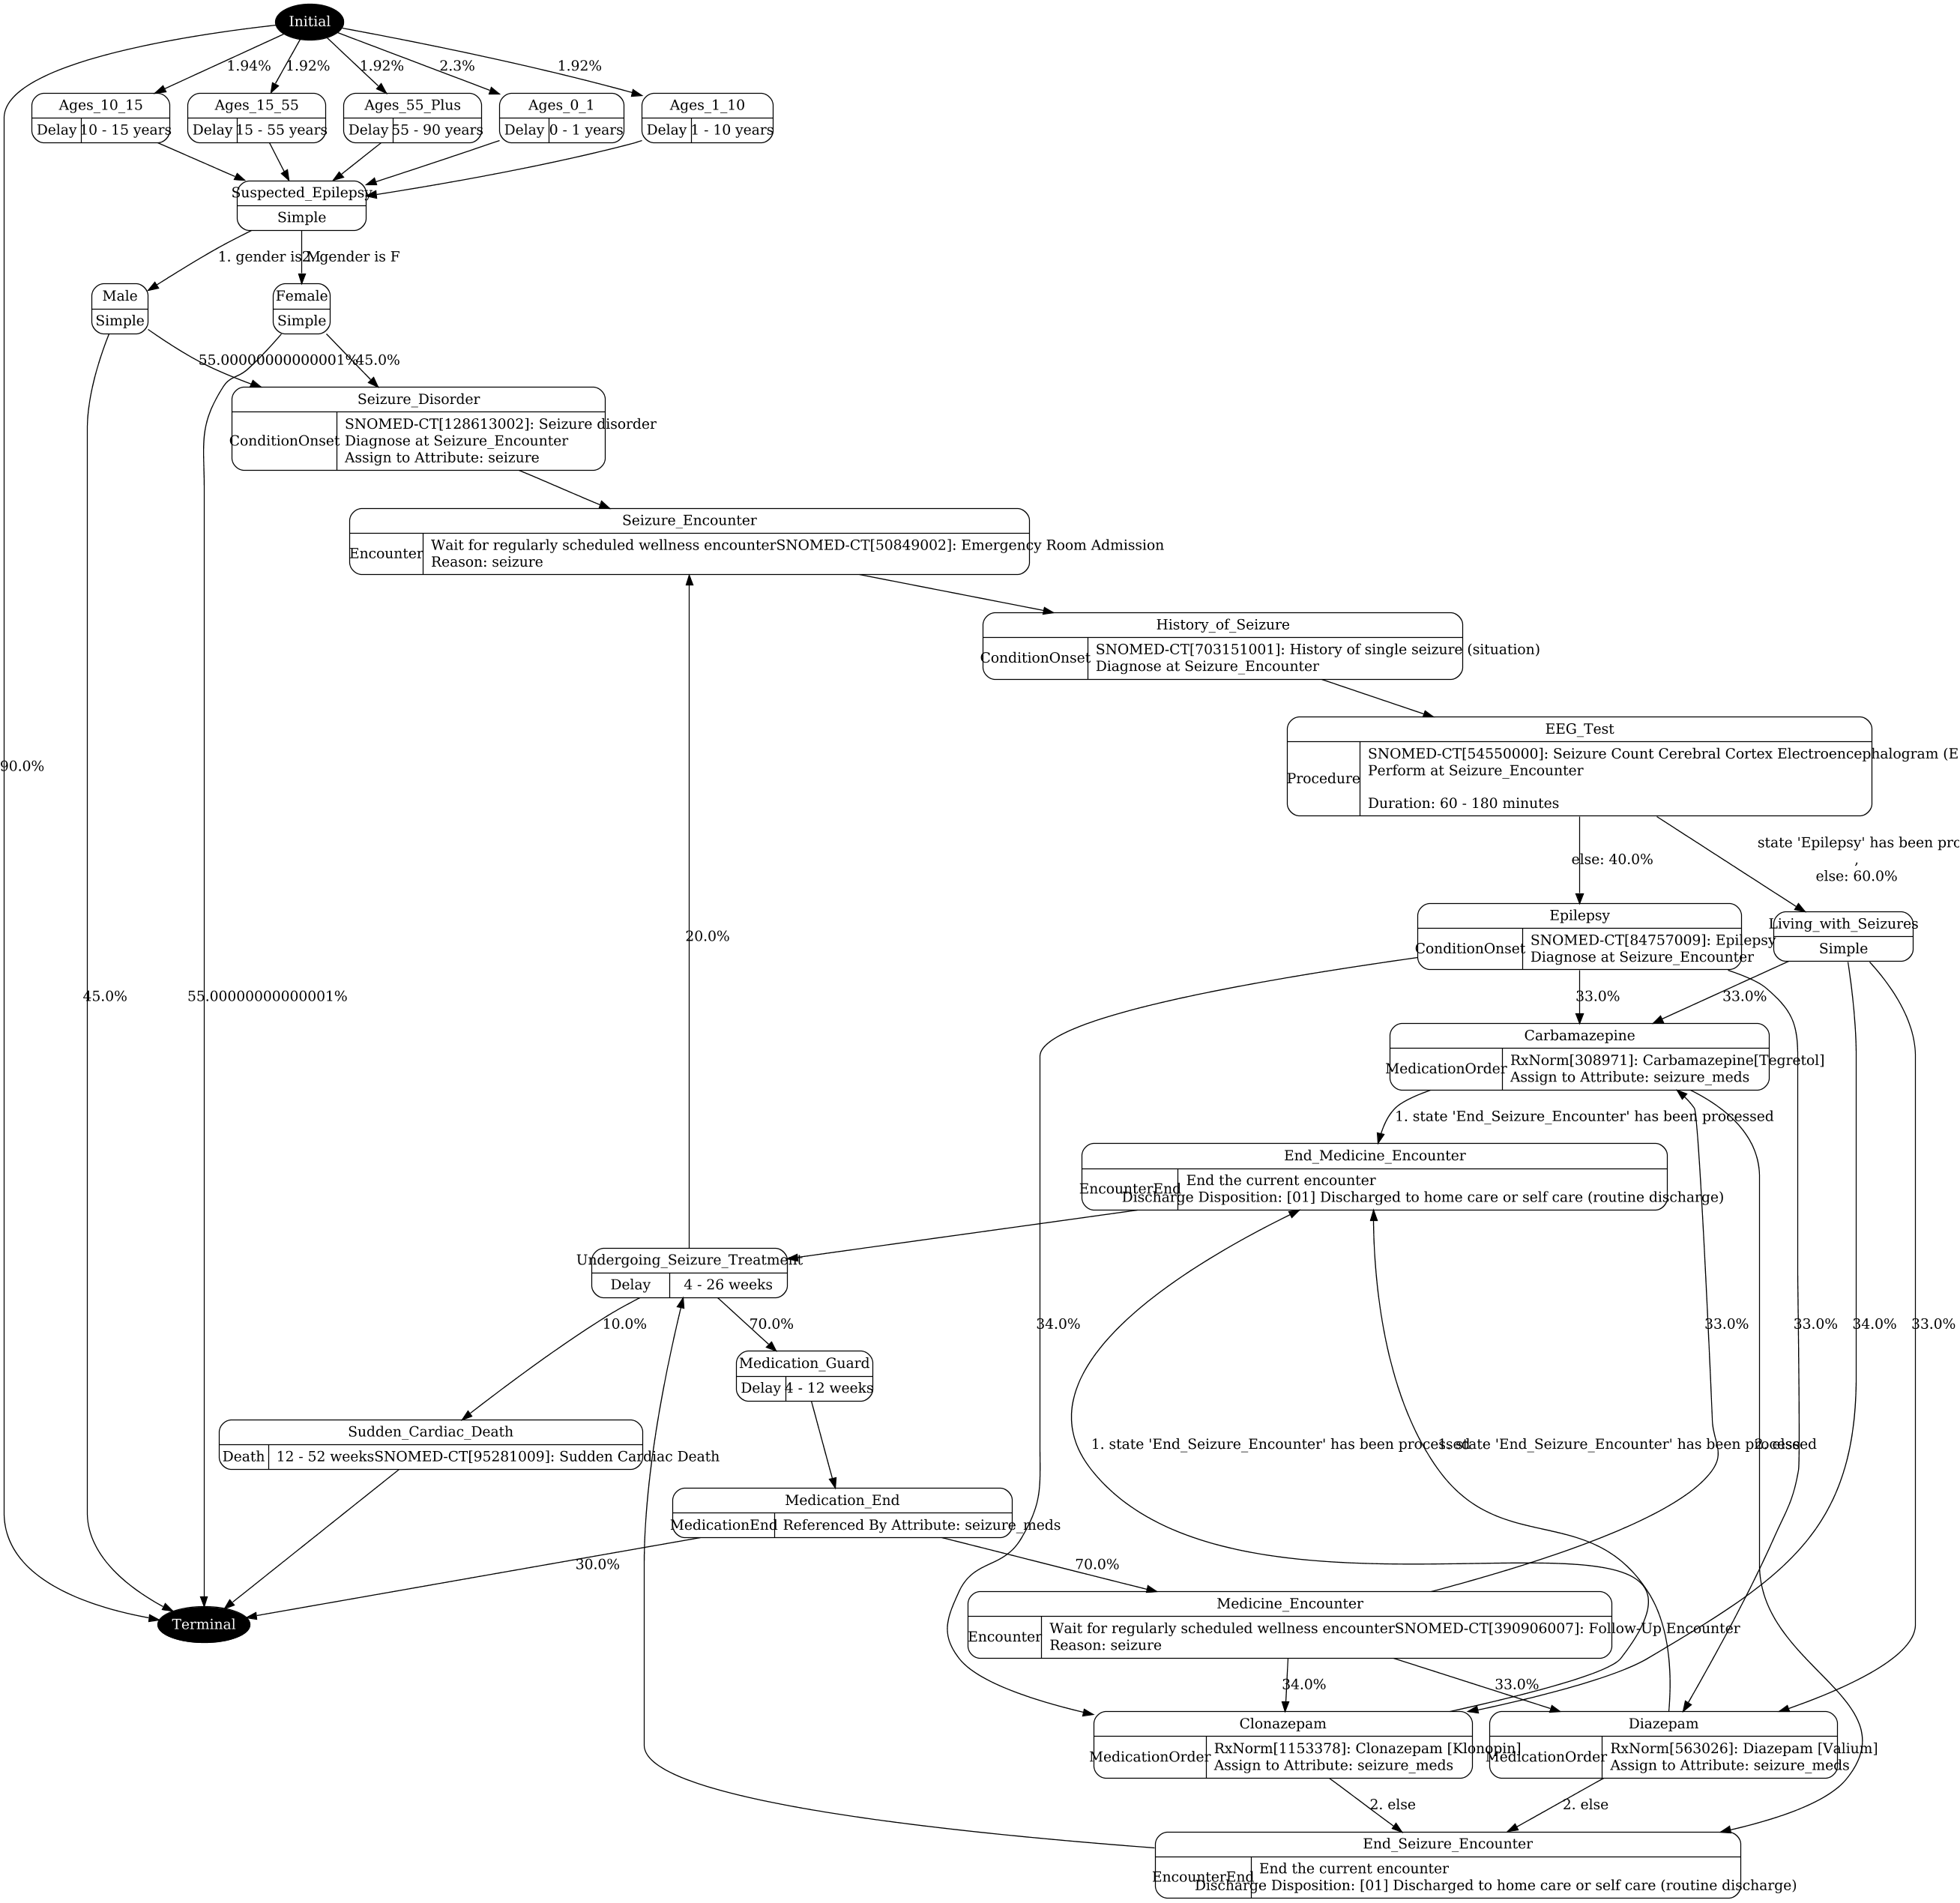 Initial
1.94%
1.92%
1.92%
2.3%
1.92%
Ages_10_15
Delay
10 - 15 years
Ages_15_55
Delay
15 - 55 years
Ages_55_Plus
Delay
55 - 90 years
Ages_0_1
Delay
0 - 1 years
Ages_1_10
Delay
1 - 10 years
Suspected_Epilepsy
Simple
1. gender is M
2. gender is F
Male
Simple
Female
Simple
55.00000000000001%
45.0%
Seizure_Disorder
ConditionOnset
SNOMED-CT[128613002]: Seizure disorder
Diagnose at Seizure_Encounter
Assign to Attribute: seizure
Seizure_Encounter
Encounter
Wait for regularly scheduled wellness encounterSNOMED-CT[50849002]: Emergency Room Admission
Reason: seizure
History_of_Seizure
ConditionOnset
SNOMED-CT[703151001]: History of single seizure (situation)
Diagnose at Seizure_Encounter
EEG_Test
Procedure
SNOMED-CT[54550000]: Seizure Count Cerebral Cortex Electroencephalogram (E
Perform at Seizure_Encounter
Duration: 60 - 180 minutes
90.0%
else: 40.0%
state 'Epilepsy' has been pro
,
else: 60.0%
20.0%
Epilepsy
ConditionOnset
SNOMED-CT[84757009]: Epilepsy
Diagnose at Seizure_Encounter
Living_with_Seizures
Simple
45.0%
55.00000000000001%
33.0%
33.0%
Carbamazepine
MedicationOrder
RxNorm[308971]: Carbamazepine[Tegretol]
Assign to Attribute: seizure_meds
1. state 'End_Seizure_Encounter' has been processed
End_Medicine_Encounter
EncounterEnd
End the current encounter
Discharge Disposition: [01] Discharged to home care or self care (routine discharge)
Undergoing_Seizure_Treatment
Delay
4 - 26 weeks
10.0%
70.0%
34.0%
33.0%
33.0%
34.0%
33.0%
Medication_Guard
Delay
4 - 12 weeks
Sudden_Cardiac_Death
Death
12 - 52 weeksSNOMED-CT[95281009]: Sudden Cardiac Death
1. state 'End_Seizure_Encounter' has been processed
1. state 'End_Seizure_Encounter' has been processed
2. else
Medication_End
MedicationEnd
Referenced By Attribute: seizure_meds
30.0%
70.0%
Terminal
Medicine_Encounter
Encounter
Wait for regularly scheduled wellness encounterSNOMED-CT[390906007]: Follow-Up Encounter
Reason: seizure
34.0%
33.0%
Clonazepam
MedicationOrder
RxNorm[1153378]: Clonazepam [Klonopin]
Assign to Attribute: seizure_meds
Diazepam
MedicationOrder
RxNorm[563026]: Diazepam [Valium]
Assign to Attribute: seizure_meds
2. else
2. else
End_Seizure_Encounter
EncounterEnd
End the current encounter
Discharge Disposition: [01] Discharged to home care or self care (routine discharge)